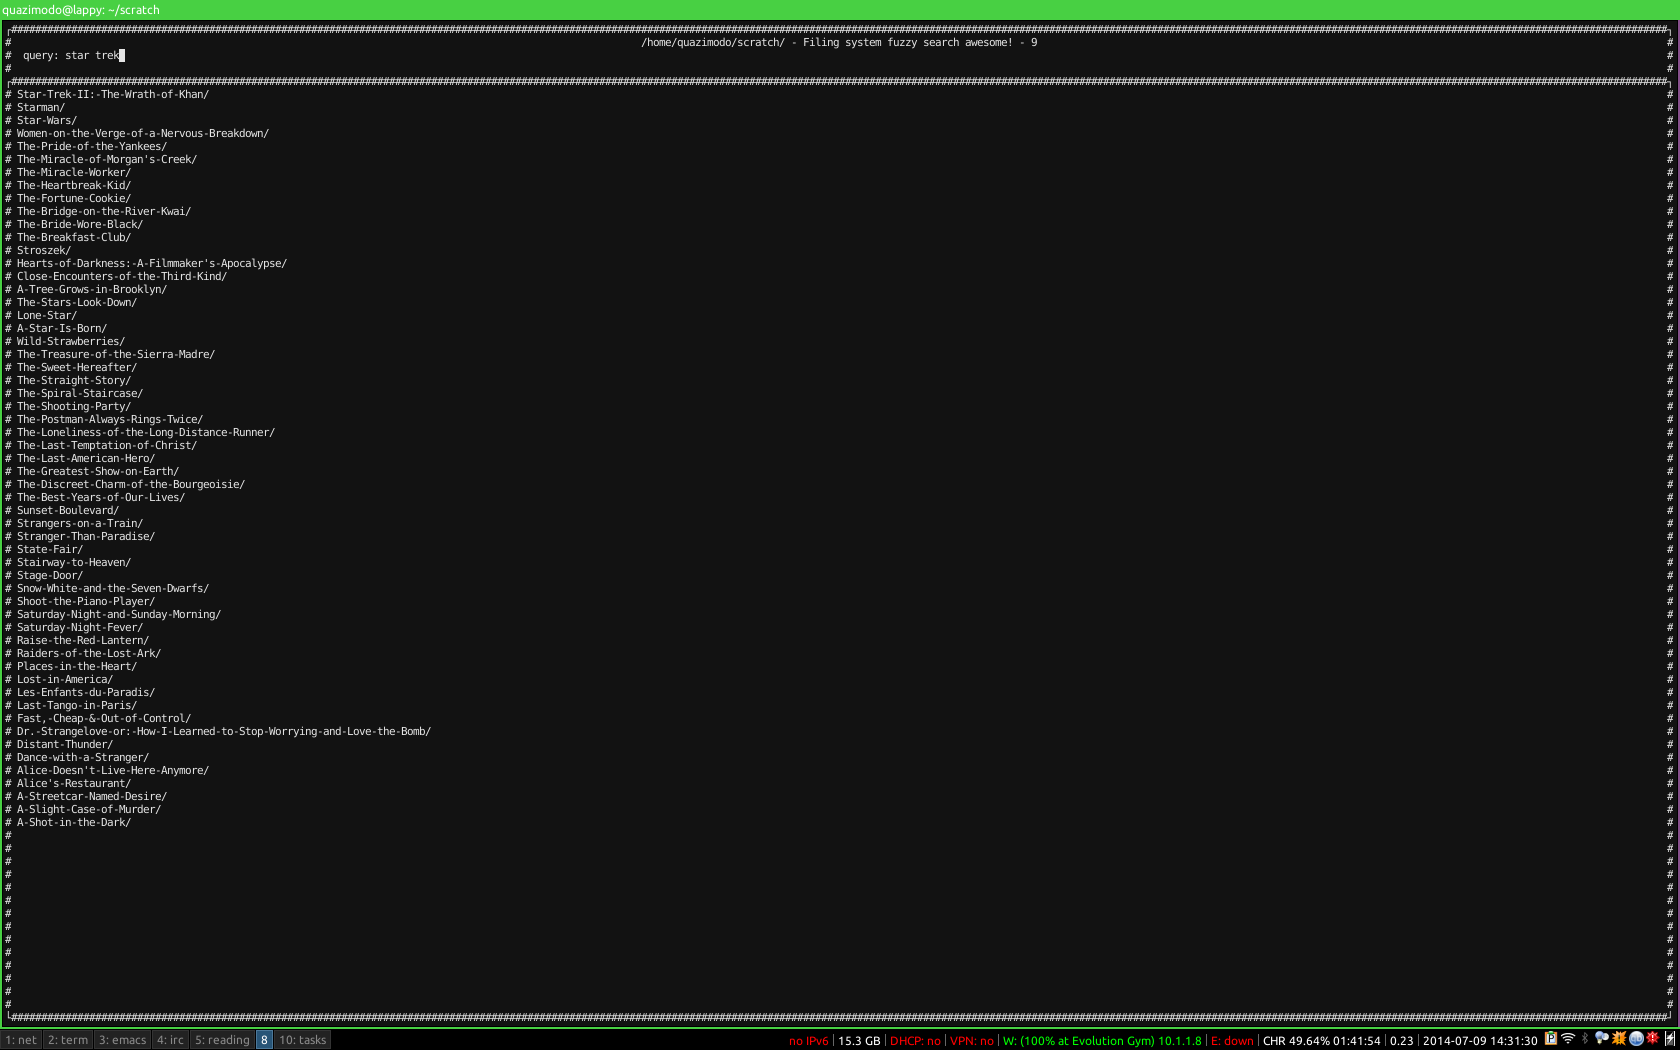 quazimodo@lappy: ~/scratch
/home/quazimodo/scratch/ - Filing system fuzzy search awesome! - 9
# query: star trek
# Star-Trek-II:-The-Wrath-of-Khan/
# Starman/
# Star-Wars/
# Women-on-the-Verge-of-a-Nervous-Breakdown/
# The-Pride-of-the-Yankees/
# The-Miracle-of-Morgan's-Creek/
# The-Miracle-Worker/
# The-Heartbreak-Kid/
# The-Fortune-Cookie/
# The-Bridge-on-the-River-Kwai/
# The-Bride-Wore-Black/
# The-Breakfast-Club/
# Stroszek/
# Hearts-of-Darkness:-A-Filmmaker's-Apocalypse/
# Close-Encounters-of-the-Third-Kind/
# A-Tree-Grows-in-Brooklyn/
# The-Stars-Look-Down/
# Lone-Star/
# A-Star-Is-Born/
# Wild-Strawberries/
# The-Treasure-of-the-Sierra-Madre/
# The-Sweet-Hereafter/
# The-Straight-Story/
# The-Spiral-Staircase/
# The-Shooting-Party/
# The-Postman-Always-Rings-Twice/
# The-Loneliness-of-the-Long-Distance-Runner/
# The-Last-Temptation-of-Christ/
# The-Last-American-Hero/
# The-Greatest-Show-on-Earth/
# The-Discreet-Charm-of-the-Bourgeoisie/
# The-Best-Years-of-Our-Lives/
# Sunset-Boulevard/
# Strangers-on-a-Train/
# Stranger-Than-Paradise/
# State-Fair/
# Stairway-to-Heaven/
# Stage-Door/
# Snow-White-and-the-Seven-Dwarfs/
# Shoot-the-Piano-Player/
# Saturday-Night-and-Sunday-Morning/
# Saturday-Night-Fever/
# Raise-the-Red-Lantern/
# Raiders-of-the-Lost-Ark/
# Places-in-the-Heart/
# Lost-in-America/
# Les-Enfants-du-Paradis/
# Last-Tango-in-Paris/
# Fast,-Cheap-&-Out-of-Control/
# Dr.-Strangelove-or:-How-I-Learned-to-Stop-Worrying-and-Love-the-Bomb/
# Distant-Thunder/
# Dance-with-a-Stranger/
# Alice-Doesn't-Live-Here-Anymore/
# Alice's-Restaurant/
# A-Streetcar-Named-Desire/
# A-Slight-Case-of-Murder/
# A-Shot-in-the-Dark/
1: net 2: term 3: emacs 4: irc 5: reading 8 10: tasks no IPv6 | 15.3 GB | DHCP: no | VPN: no | W: (100% at Evolution Gym) 10.1.1.8 | E: down | CHR 49.64% 01:41:54 | 0.23 | 2014-07-09 14:31:30